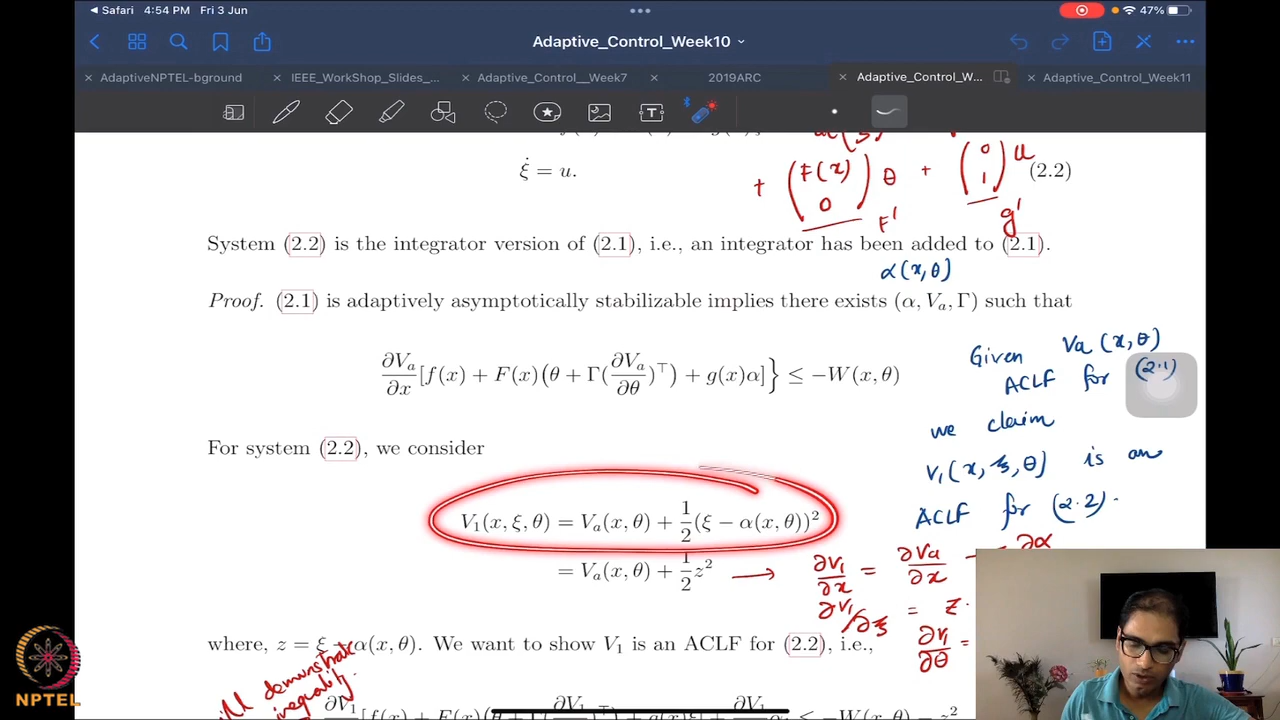 Safari 4:54 PM Fri 3 Jun 47%
Adaptive_Control_Week10
AdaptiveNPTEL-bground IEEE_WorkShop_Slides_... Adaptive_Control__Week7 2019ARC Adaptive_Control_W... Adaptive_Control_Week11
ξ̇ = u. (2.2)
+ (F(x) 0) θ + (0 1) u
F' g'
System (2.2) is the integrator version of (2.1), i.e., an integrator has been added to (2.1).
α(x,θ)
Proof. (2.1) is adaptively asymptotically stabilizable implies there exists (α, Vₐ, Γ) such that
∂Vₐ/∂x [f(x) + F(x)(θ + Γ(∂Vₐ/∂θ)⊤) + g(x)α]} ≤ −W(x, θ)
Given Va(x,θ)
ACLF for (2.1)
we claim
V₁(x, ξ, θ) is an
ACLF for (2.2).
For system (2.2), we consider
V₁(x, ξ, θ) = Vₐ(x, θ) + 1/2 (ξ − α(x, θ))²
= Vₐ(x, θ) + 1/2 z² → ∂V₁/∂x = ∂Va/∂x − ∂α
∂V₁/∂ξ = z.
∂V₁/∂θ =
where, z = ξ − α(x, θ). We want to show V₁ is an ACLF for (2.2), i.e.,
demonstrate
inequality
NPTEL